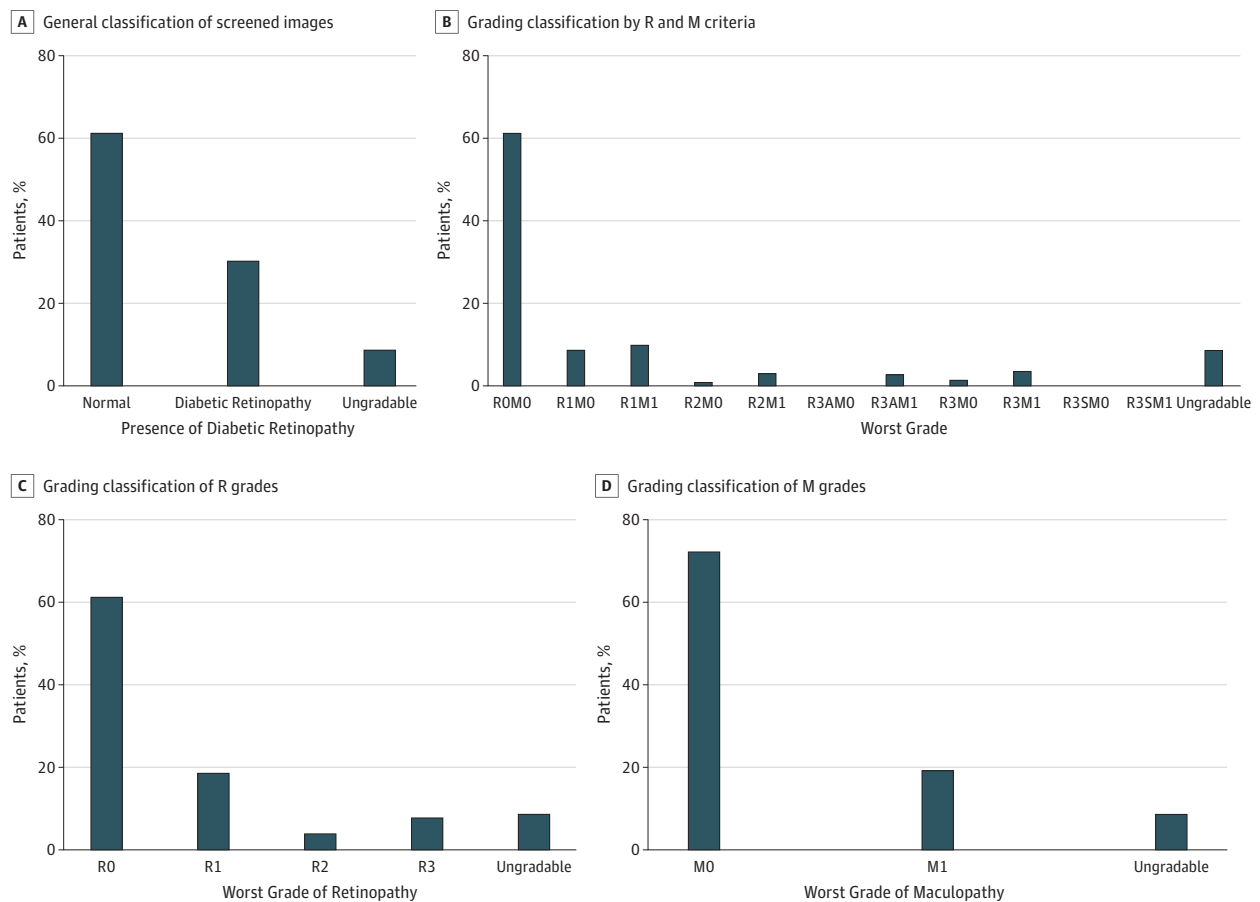 A General classification of screened images
80
60
40
20
0
Patients, %
Normal Diabetic Retinopathy Ungradable
Presence of Diabetic Retinopathy
B Grading classification by R and M criteria
80
60
40
20
0
Patients, %
R0M0 R1M0 R1M1 R2M0 R2M1 R3AM0 R3AM1 R3M0 R3M1 R3SM0 R3SM1 Ungradable
Worst Grade
C Grading classification of R grades
80
60
40
20
0
Patients, %
R0 R1 R2 R3 Ungradable
Worst Grade of Retinopathy
D Grading classification of M grades
80
60
40
20
0
Patients, %
M0 M1 Ungradable
Worst Grade of Maculopathy